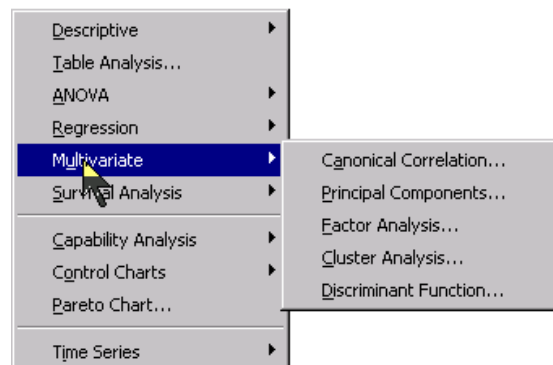 Descriptive
Table Analysis...
ANOVA
Regression
Multivariate
Survival Analysis
Capability Analysis
Control Charts
Pareto Chart...
Time Series
Canonical Correlation...
Principal Components...
Factor Analysis...
Cluster Analysis...
Discriminant Function...